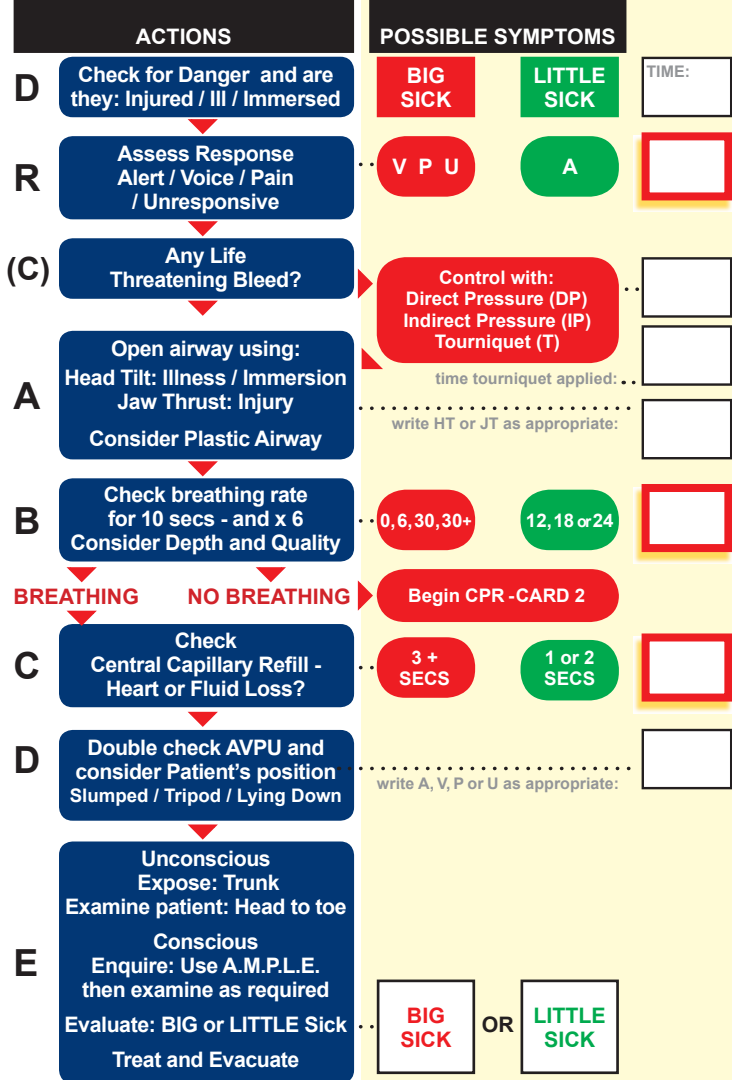 ACTIONS
POSSIBLE SYMPTOMS
D
Check for Danger and are
they: Injured / Ill / Immersed
BIG
SICK
LITTLE
SICK
TIME:
R
Assess Response
Alert / Voice / Pain
/ Unresponsive
V P U
A
(C)
Any Life
Threatening Bleed?
Control with:
Direct Pressure (DP)
Indirect Pressure (IP)
Tourniquet (T)
A
Open airway using:
Head Tilt: Illness / Immersion
Jaw Thrust: Injury
Consider Plastic Airway
time tourniquet applied:
write HT or JT as appropriate:
B
Check breathing rate
for 10 secs - and x 6
Consider Depth and Quality
0,6,30,30+
12,18 or 24
BREATHING
NO BREATHING
Begin CPR -CARD 2
C
Check
Central Capillary Refill -
Heart or Fluid Loss?
3 +
SECS
1 or 2
SECS
D
Double check AVPU and
consider Patient's position
Slumped / Tripod / Lying Down
write A, V, P or U as appropriate:
E
Unconscious
Expose: Trunk
Examine patient: Head to toe
Conscious
Enquire: Use A.M.P.L.E.
then examine as required
Evaluate: BIG or LITTLE Sick
Treat and Evacuate
BIG
SICK
OR
LITTLE
SICK